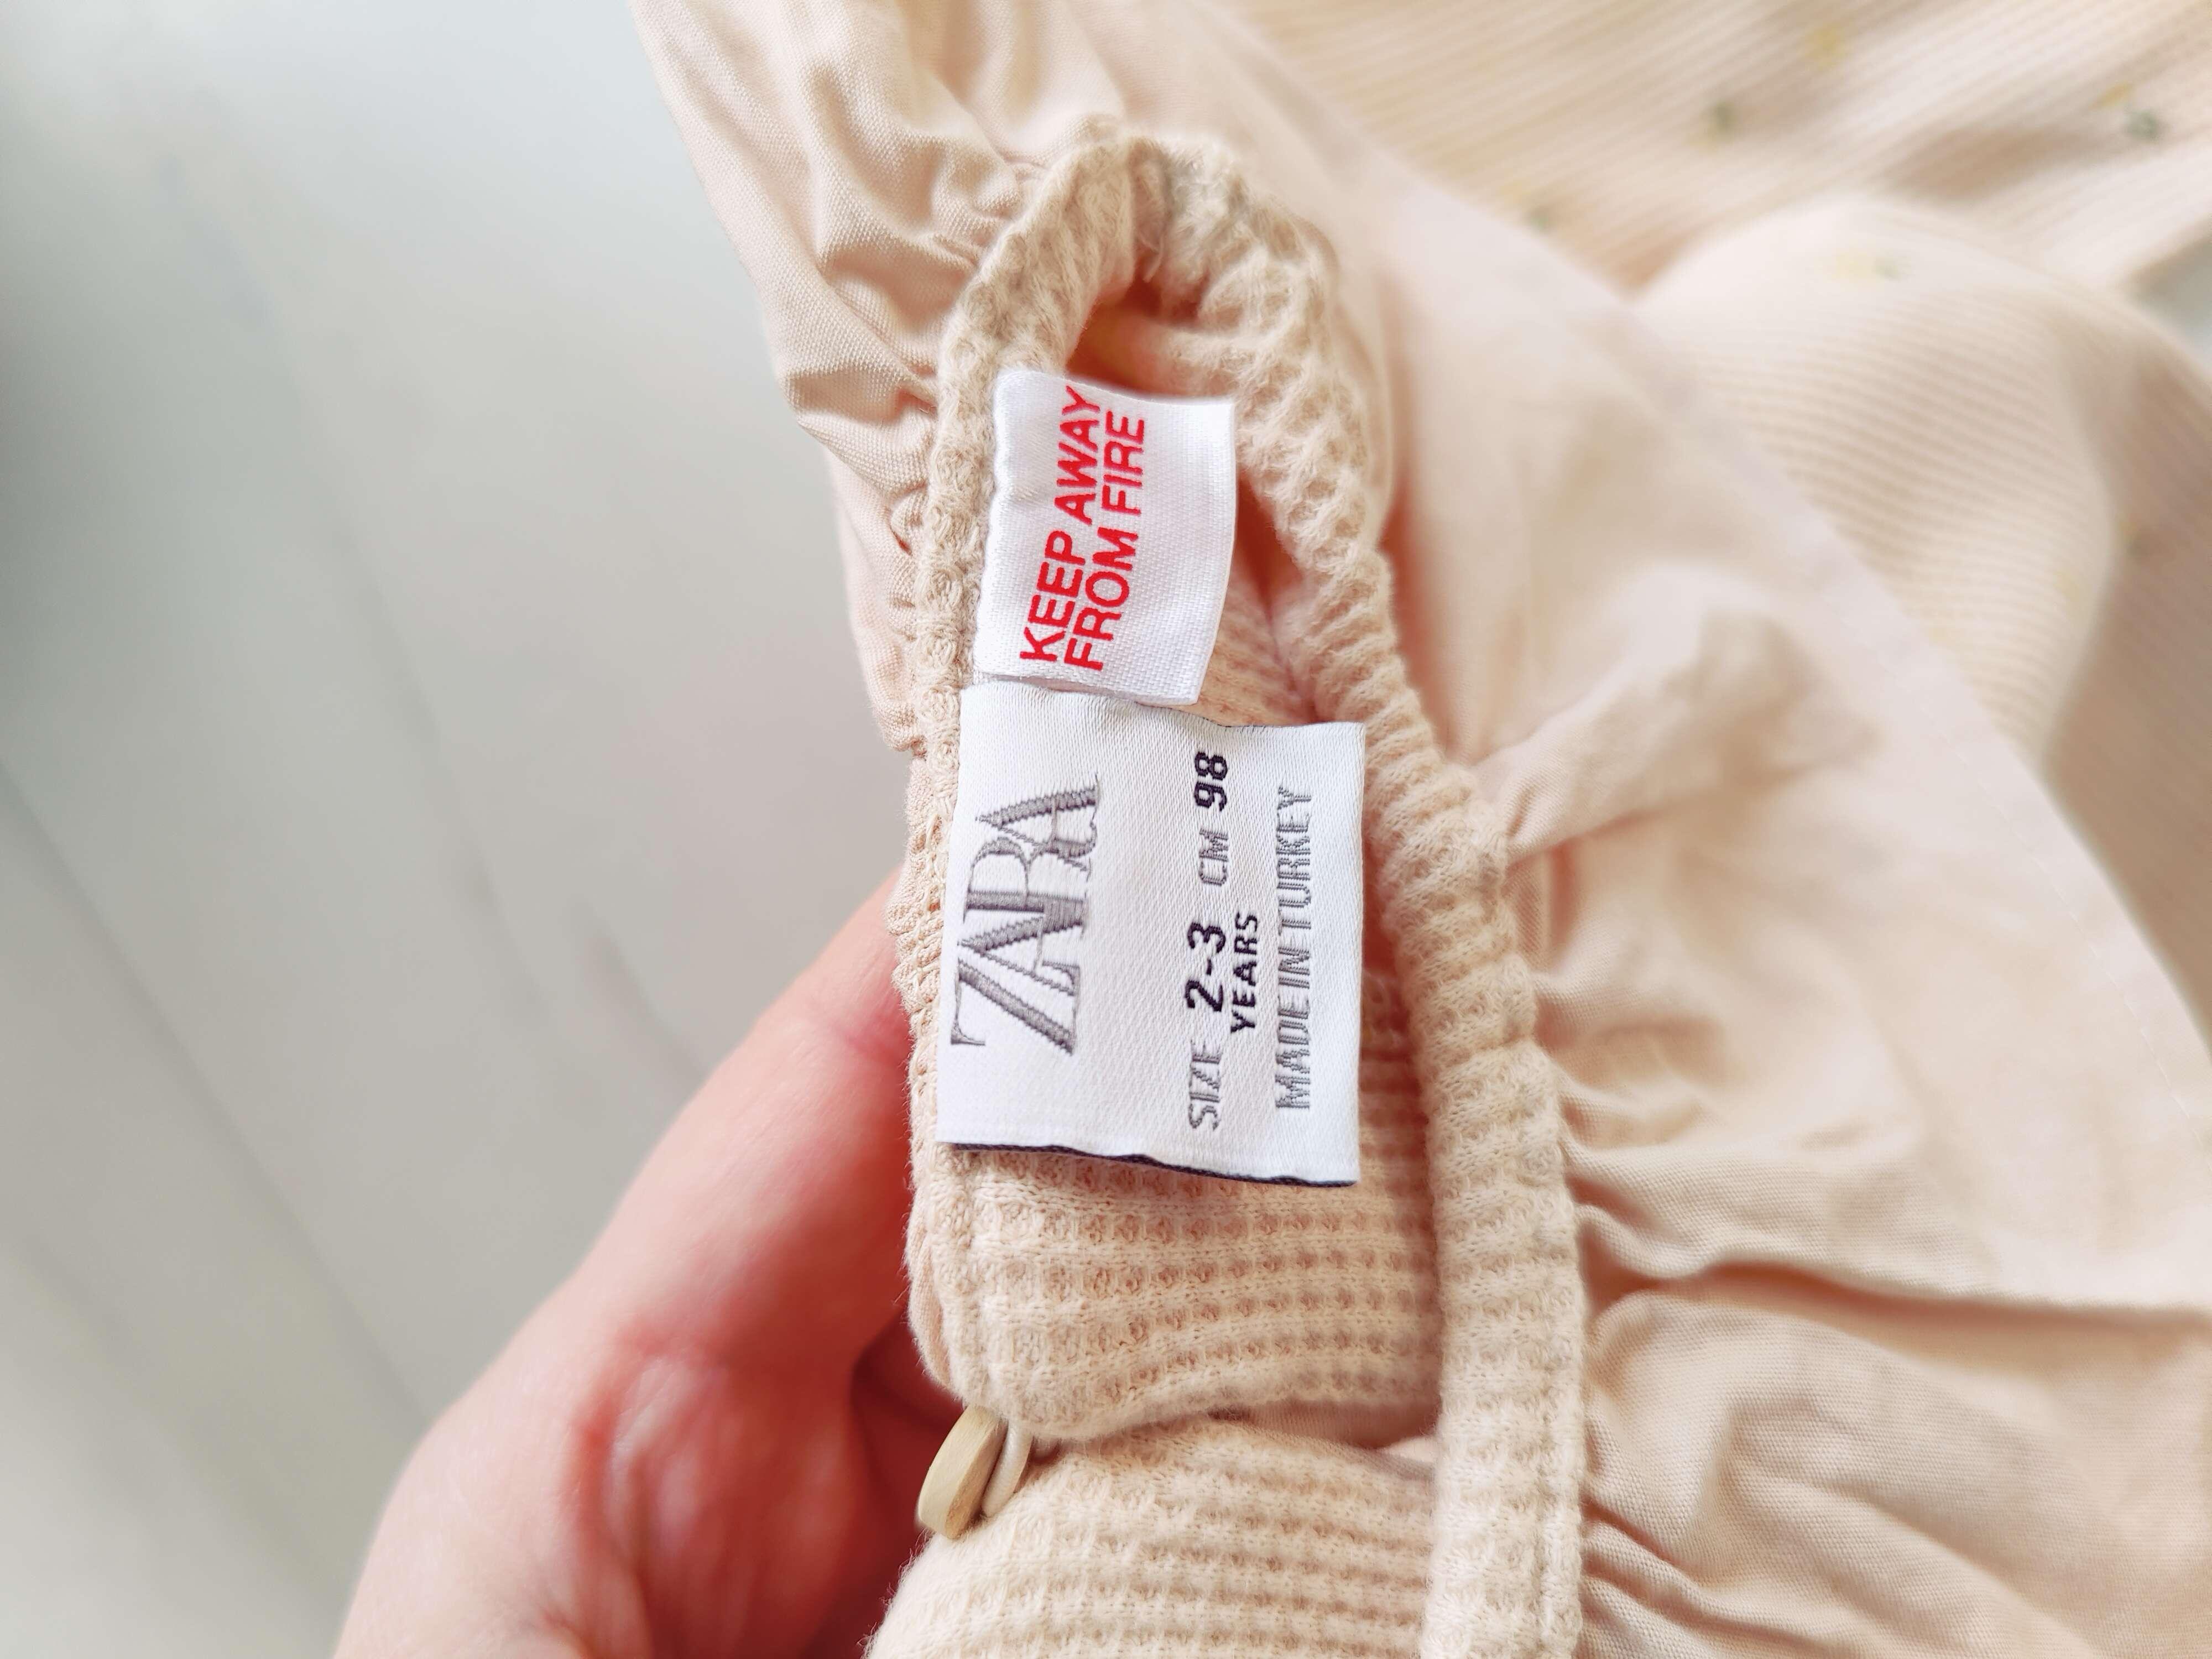 KEEP AWAY
FROM FIRE
ZARA
SIZE 2-3 CM 98
YEARS
MADE IN TURKEY